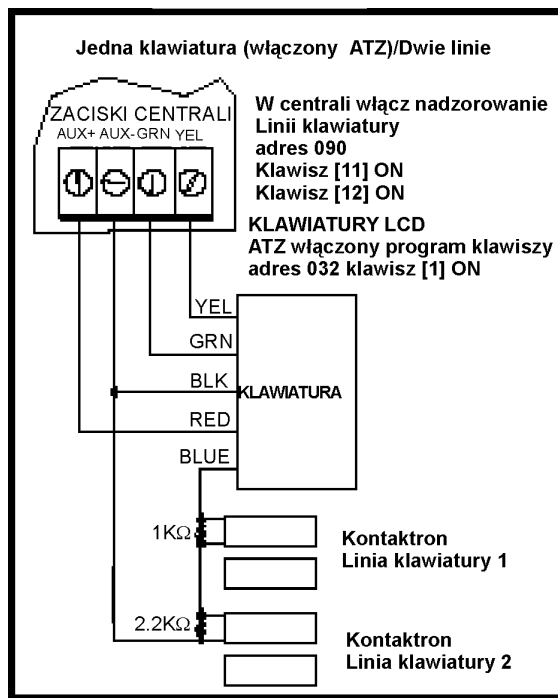 Jedna klawiatura (włączony ATZ)/Dwie linie
ZACISKI CENTRALI
AUX+ AUX- GRN YEL
W centrali włącz nadzorowanie
Linii klawiatury
adres 090
Klawisz [11] ON
Klawisz [12] ON
KLAWIATURY LCD
ATZ włączony program klawiszy
adres 032 klawisz [1] ON
YEL
GRN
BLK
KLAWIATURA
RED
BLUE
1KΩ
Kontaktron
Linia klawiatury 1
2.2KΩ
Kontaktron
Linia klawiatury 2